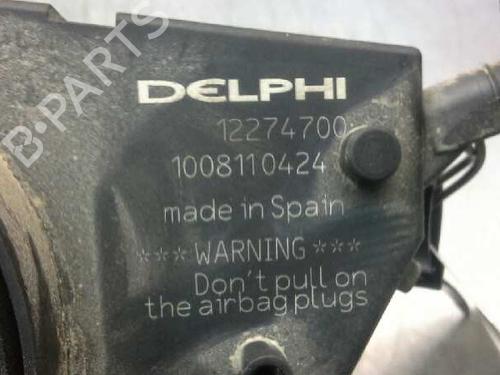 B-PARTS
DELPHI
12274700
1008110424
made in Spain
*** WARNING ***
Don't pull on
the airbag plugs